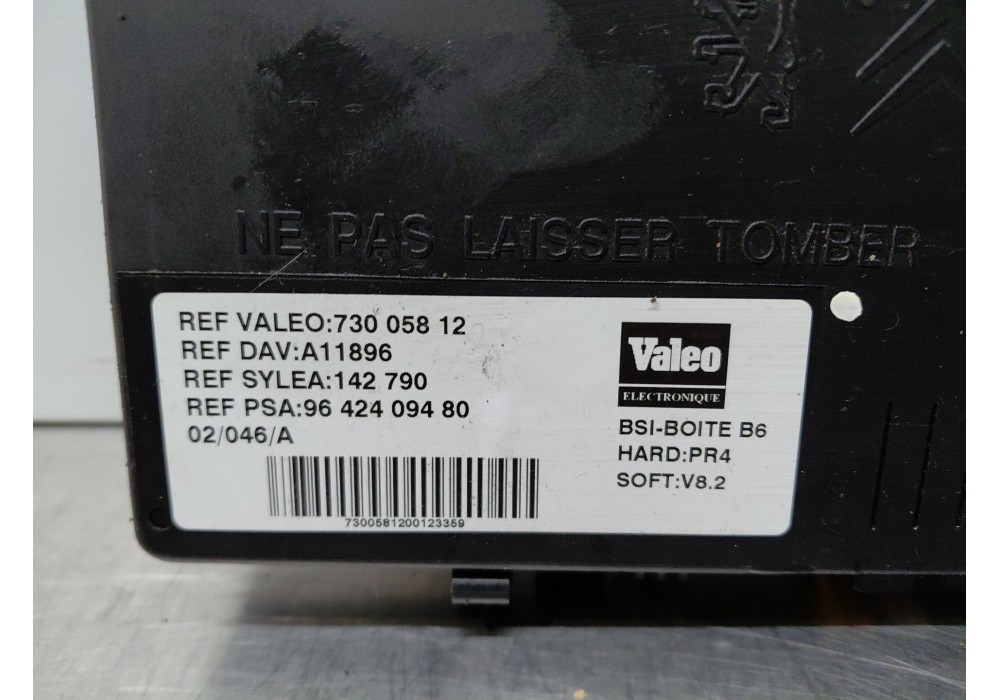 NE PAS LAISSER TOMBER
REF VALEO:730 058 12
REF DAV:A11896
REF SYLEA:142 790
REF PSA:96 424 094 80
02/046/A
7300581200123359
Valeo
ELECTRONIQUE
BSI-BOITE B6
HARD:PR4
SOFT:V8.2